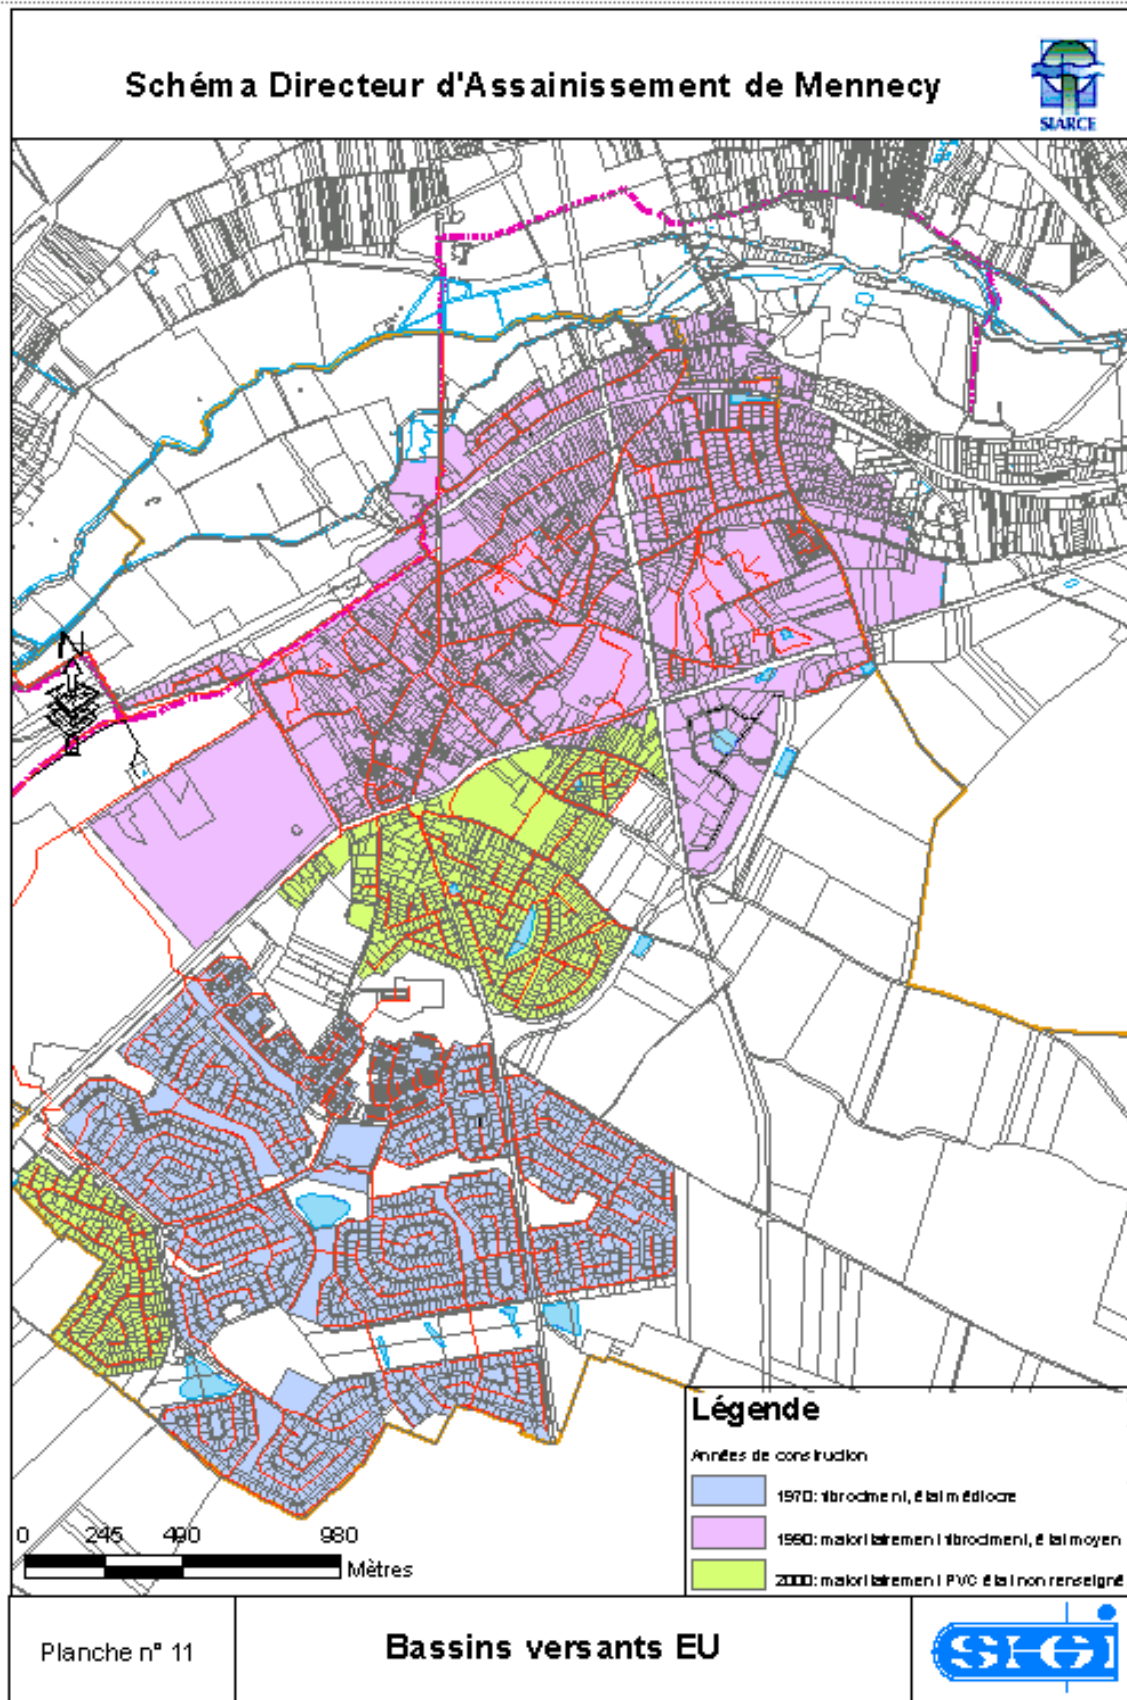 Schéma Directeur d'Assainissement de Mennecy
SIARCE
N
Légende
Années de construction
1970: fibrociment, état médiocre
1990: majoritairement fibrociment, état moyen
2000: majoritairement PVC état non renseigné
0 245 490 980
Mètres
Planche n° 11
Bassins versants EU